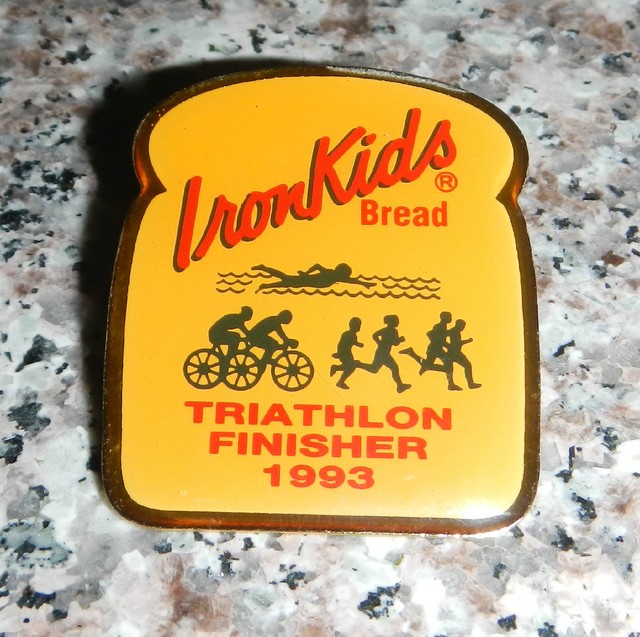 IronKids®
Bread
TRIATHLON
FINISHER
1993